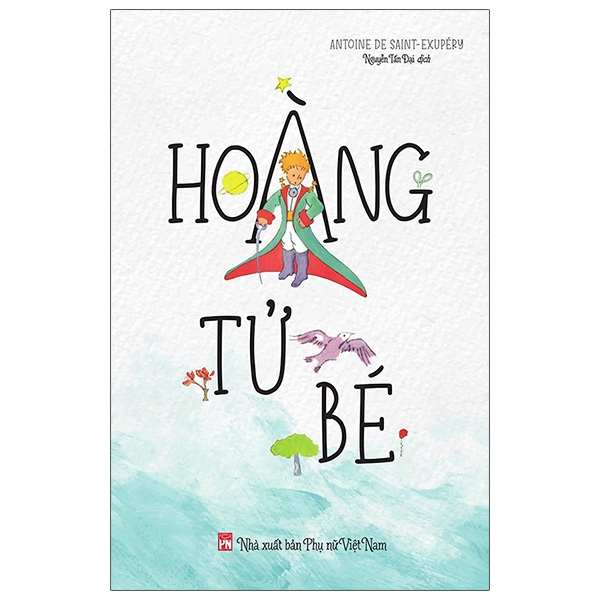 ANTOINE DE SAINT-EXUPÉRY
Nguyễn Tấn Đại dịch
HOÀNG
TỬ
BÉ
PN
Nhà xuất bản Phụ nữ Việt Nam